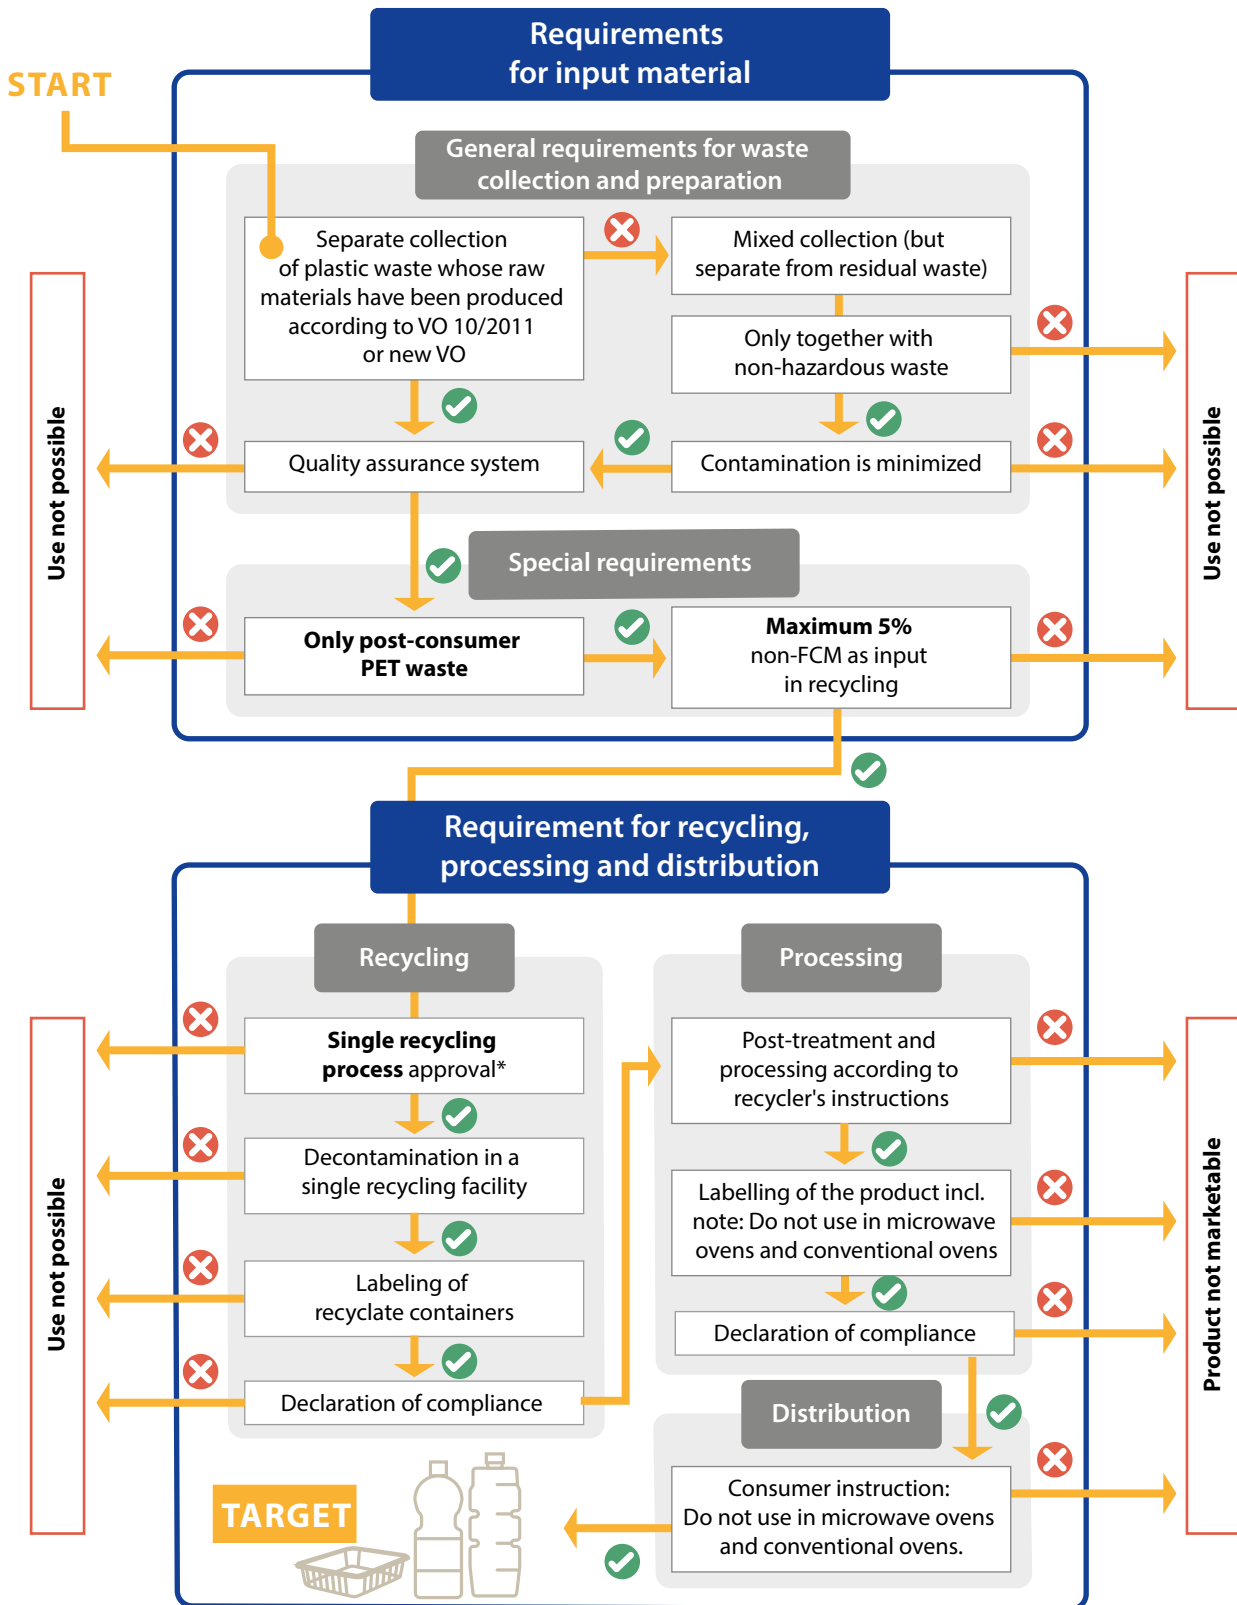 Requirements
for input material
START
General requirements for waste
collection and preparation
Separate collection
of plastic waste whose raw
materials have been produced
according to VO 10/2011
or new VO
Mixed collection (but
separate from residual waste)
Only together with
non-hazardous waste
Quality assurance system
Contamination is minimized
Use not possible
Use not possible
Special requirements
Only post-consumer
PET waste
Maximum 5%
non-FCM as input
in recycling
Requirement for recycling,
processing and distribution
Recycling
Single recycling
process approval*
Decontamination in a
single recycling facility
Labeling of
recyclate containers
Declaration of compliance
Use not possible
Processing
Post-treatment and
processing according to
recycler's instructions
Labelling of the product incl.
note: Do not use in microwave
ovens and conventional ovens
Declaration of compliance
Product not marketable
Distribution
Consumer instruction:
Do not use in microwave ovens
and conventional ovens.
TARGET